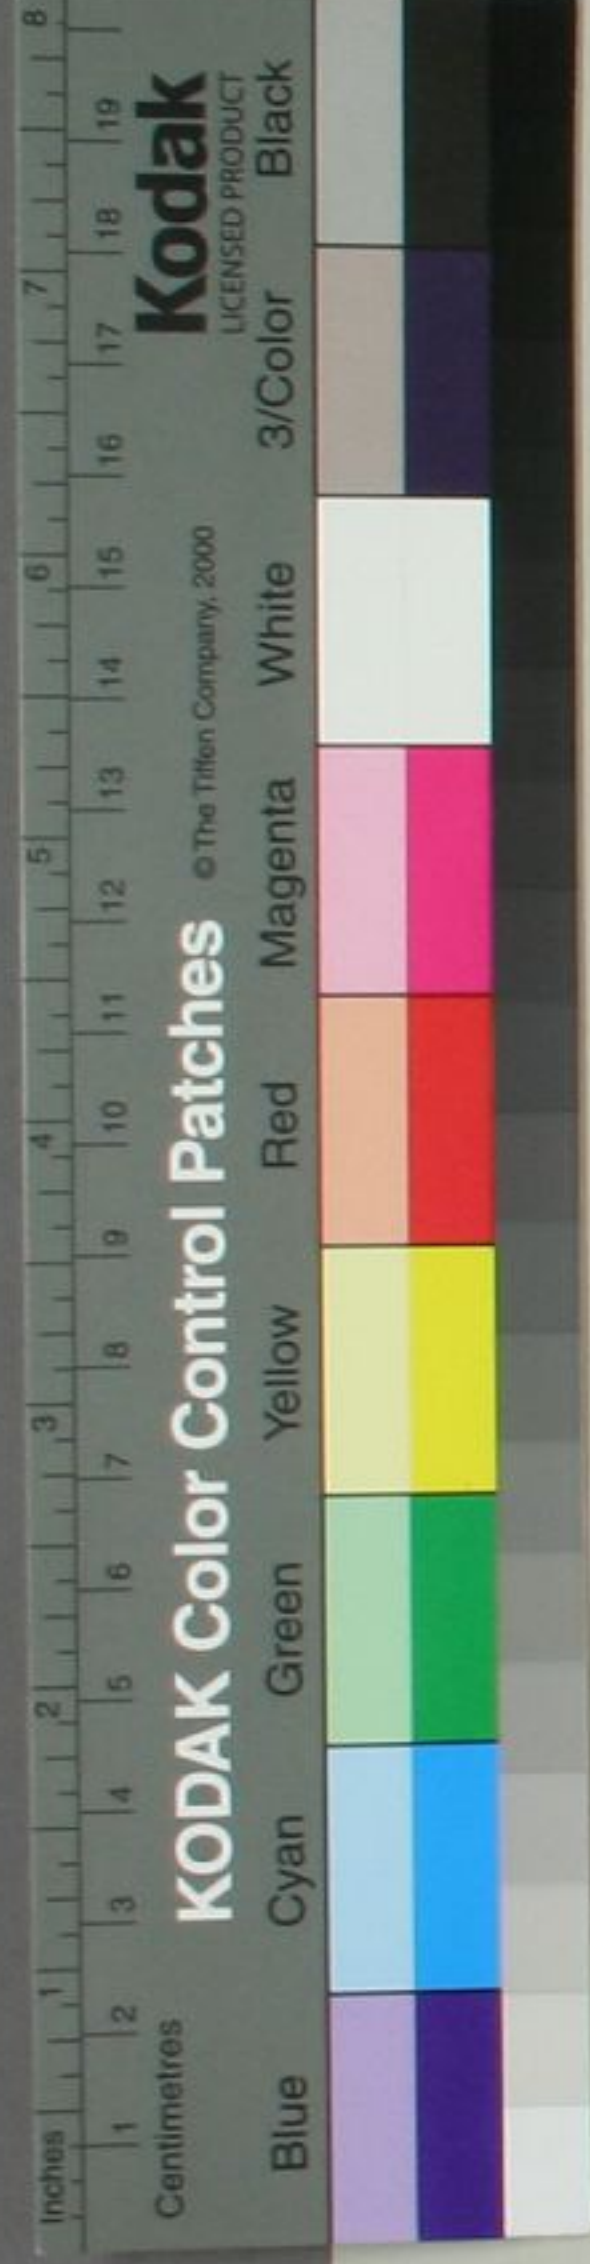 Inches 1 2 3 4 5 6 7 8
1 2 3 4 5 6 7 8 9 10 11 12 13 14 15 16 17 18 19
Centimetres
KODAK Color Control Patches
© The Tiffen Company, 2000
Kodak
LICENSED PRODUCT
Blue Cyan Green Yellow Red Magenta White 3/Color Black